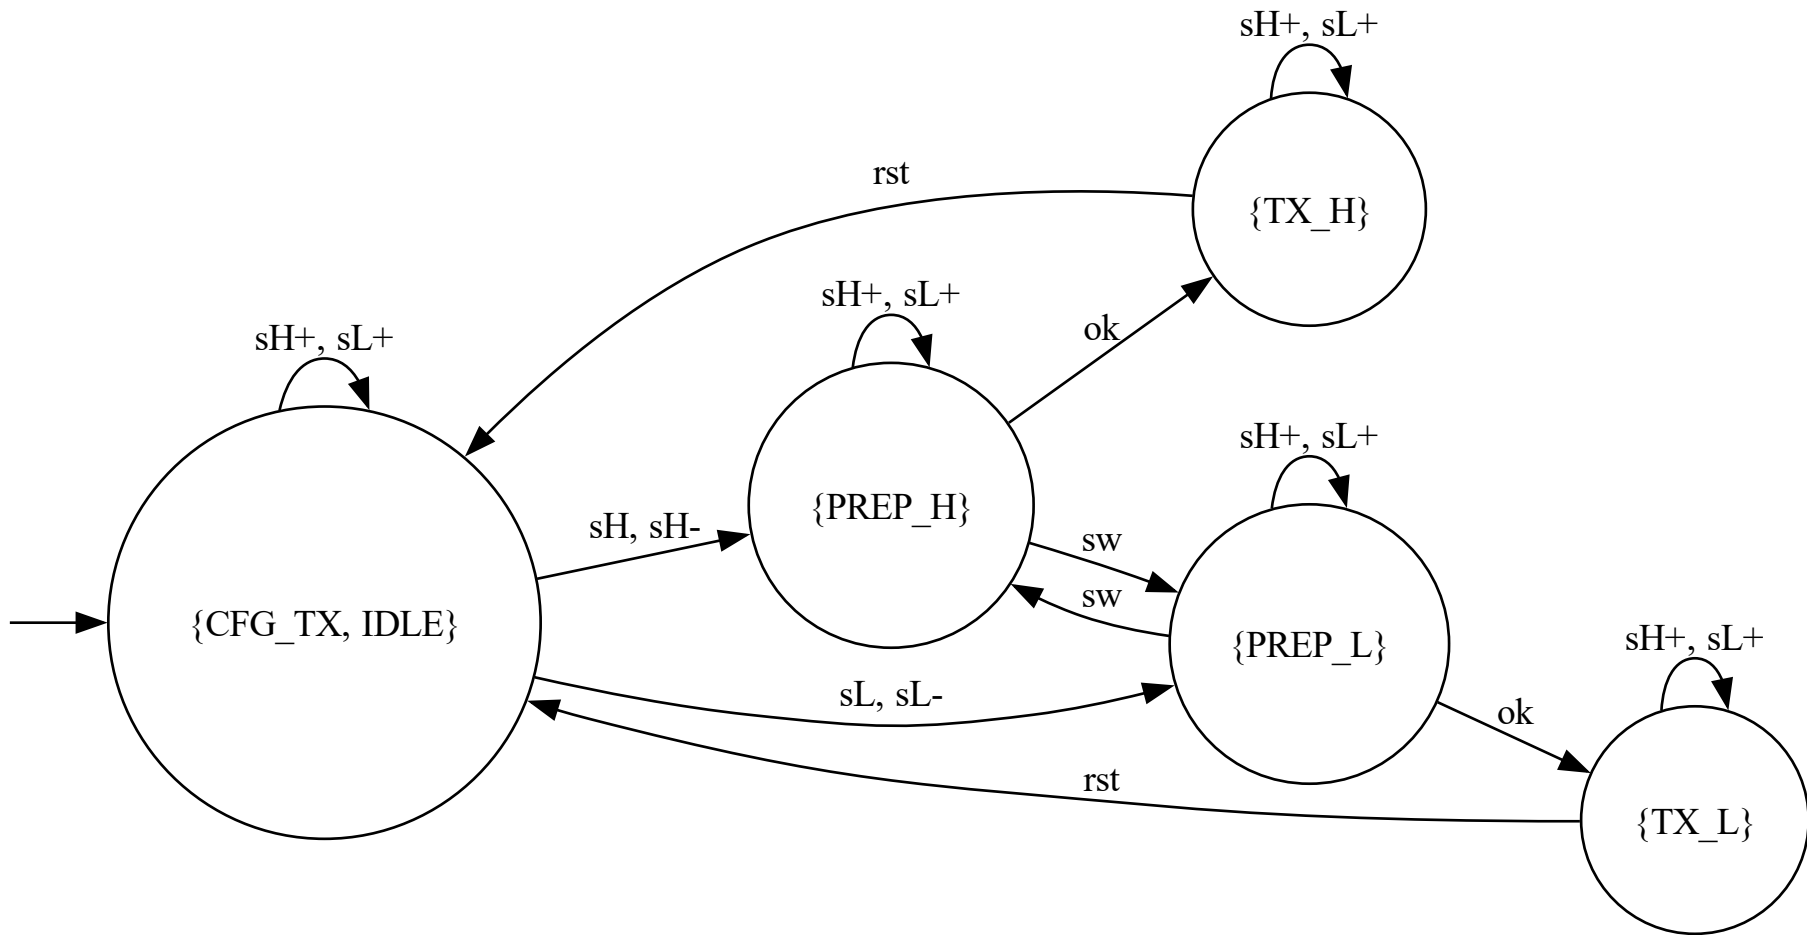 sH+, sL+
rst
{TX_H}
sH+, sL+
ok
sH+, sL+
sH+, sL+
{PREP_H}
sH, sH-
sw
sw
{CFG_TX, IDLE}
{PREP_L}
sH+, sL+
sL, sL-
ok
rst
{TX_L}